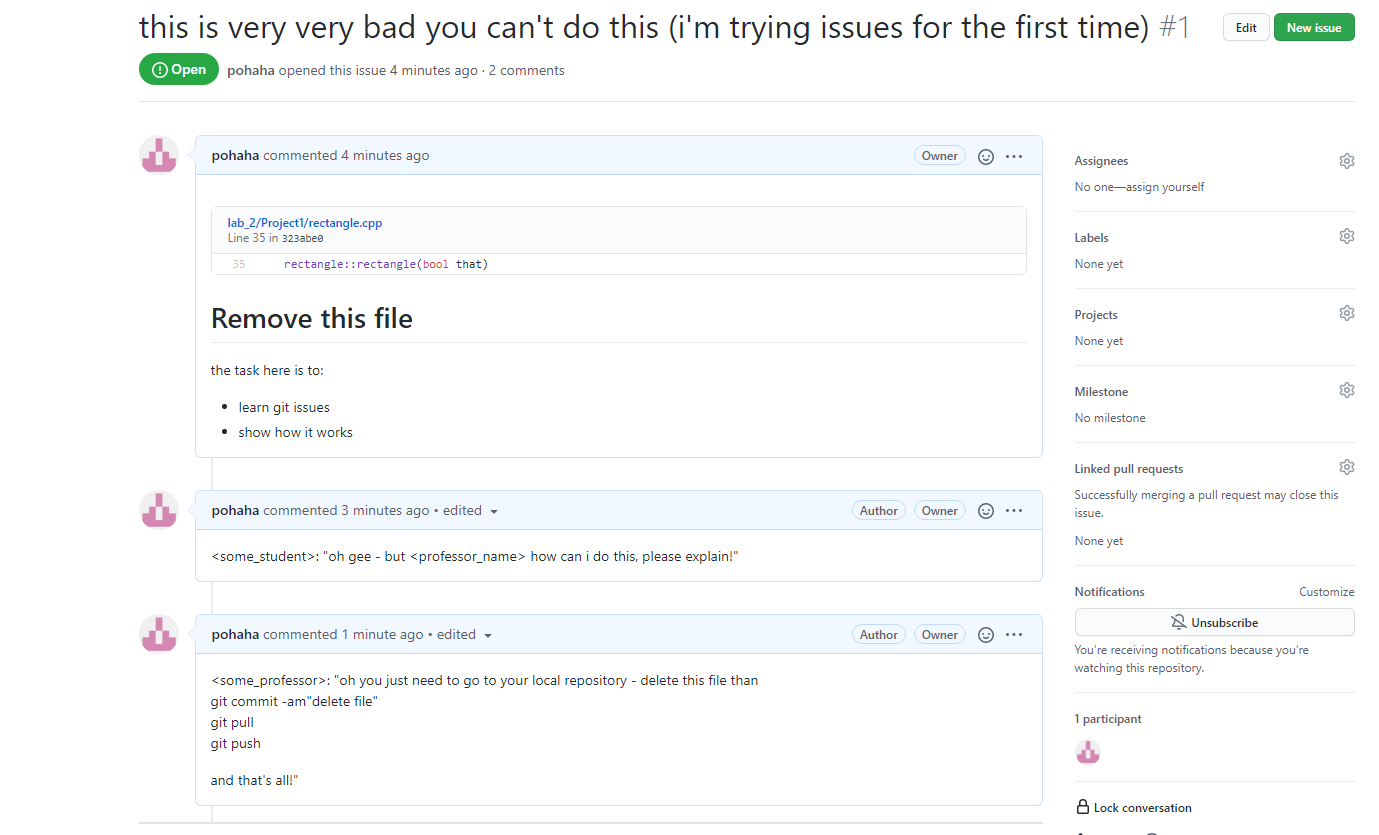 this is very very bad you can't do this (i'm trying issues for the first time) #1
Edit
New issue
Open
pohaha opened this issue 4 minutes ago · 2 comments
pohaha commented 4 minutes ago
Owner
lab_2/Project1/rectangle.cpp
Line 35 in 323abe0
35 rectangle::rectangle(bool that)
Remove this file
the task here is to:
• learn git issues
• show how it works
pohaha commented 3 minutes ago • edited
Author
Owner
<some_student>: "oh gee - but <professor_name> how can i do this, please explain!"
pohaha commented 1 minute ago • edited
Author
Owner
<some_professor>: "oh you just need to go to your local repository - delete this file than
git commit -am"delete file"
git pull
git push
and that's all!"
Assignees
No one—assign yourself
Labels
None yet
Projects
None yet
Milestone
No milestone
Linked pull requests
Successfully merging a pull request may close this
issue.
None yet
Notifications
Customize
Unsubscribe
You're receiving notifications because you're
watching this repository.
1 participant
Lock conversation